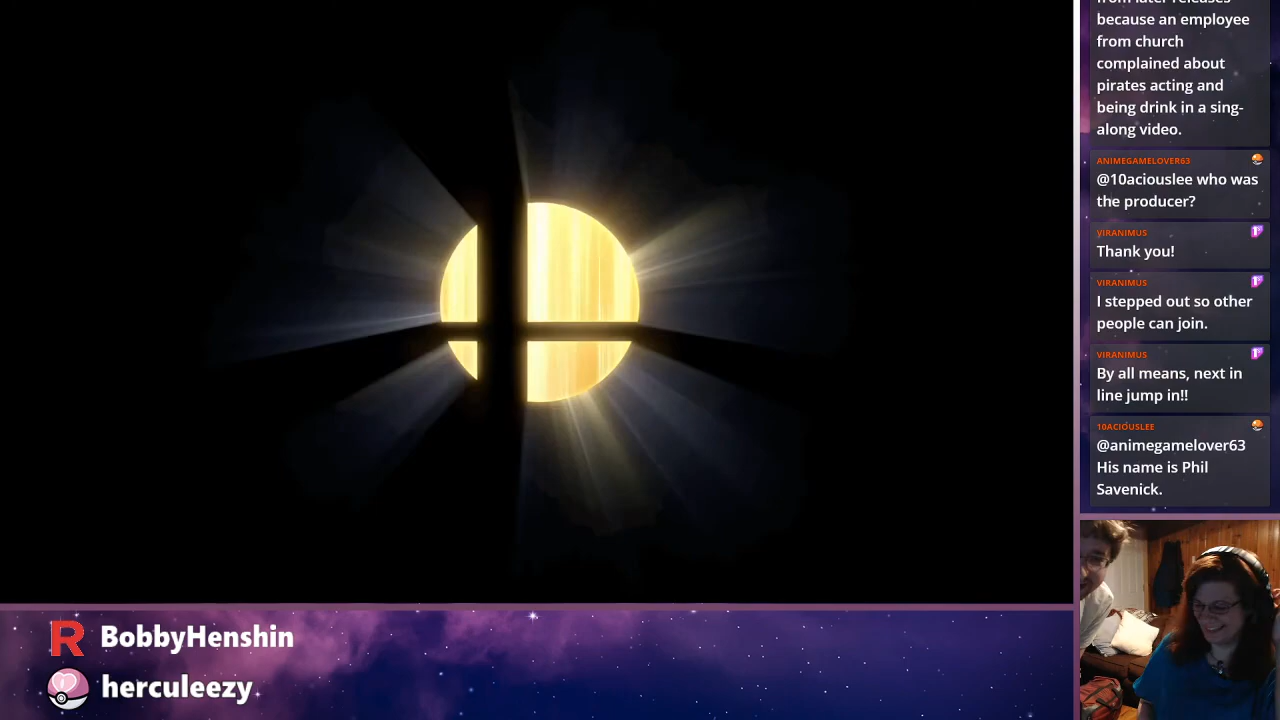 from later releases
because an employee
from church
complained about
pirates acting and
being drink in a sing-
along video.
ANIMEGAMELOVER63
@10aciouslee who was
the producer?
VIRANIMUS
Thank you!
VIRANIMUS
I stepped out so other
people can join.
VIRANIMUS
By all means, next in
line jump in!!
10ACIOUSLEE
@animegamelover63
His name is Phil
Savenick.
R BobbyHenshin
herculeezy